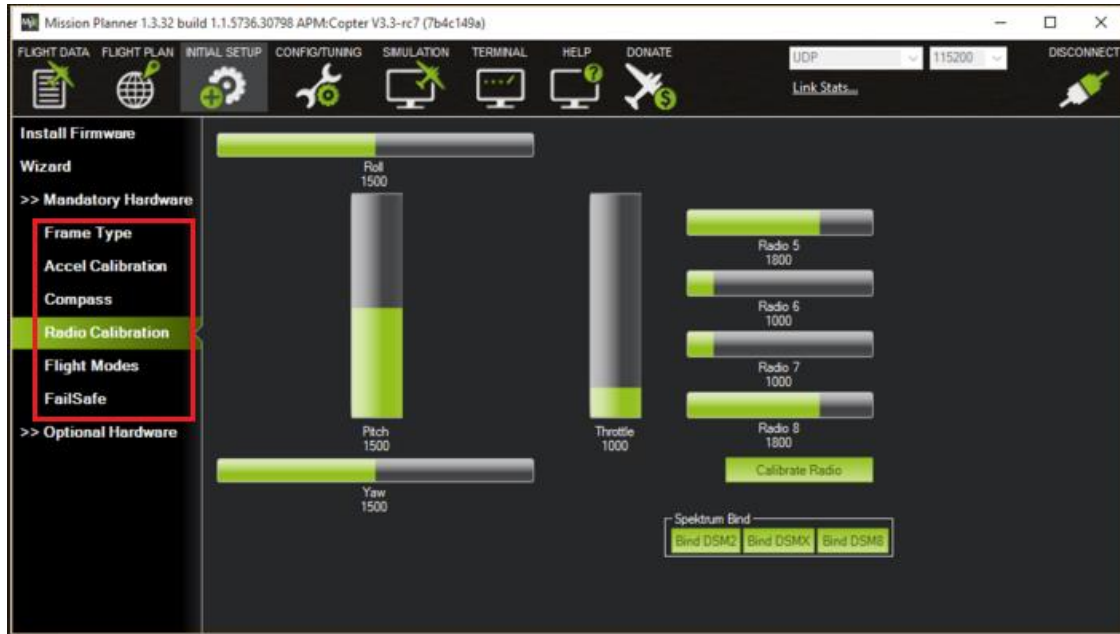 Mission Planner 1.3.32 build 1.1.5736.30798 APM:Copter V3.3-rc7 (7b4c149a)
FLIGHT DATA FLIGHT PLAN INITIAL SETUP CONFIG/TUNING SIMULATION TERMINAL HELP DONATE
UDP 115200 DISCONNECT
Link Stats...
Install Firmware
Wizard
>> Mandatory Hardware
Frame Type
Accel Calibration
Compass
Radio Calibration
Flight Modes
FailSafe
>> Optional Hardware
Roll
1500
Pitch
1500
Throttle
1000
Yaw
1500
Radio 5
1800
Radio 6
1000
Radio 7
1000
Radio 8
1800
Calibrate Radio
Spektrum Bind
Bind DSM2 Bind DSMX Bind DSM8